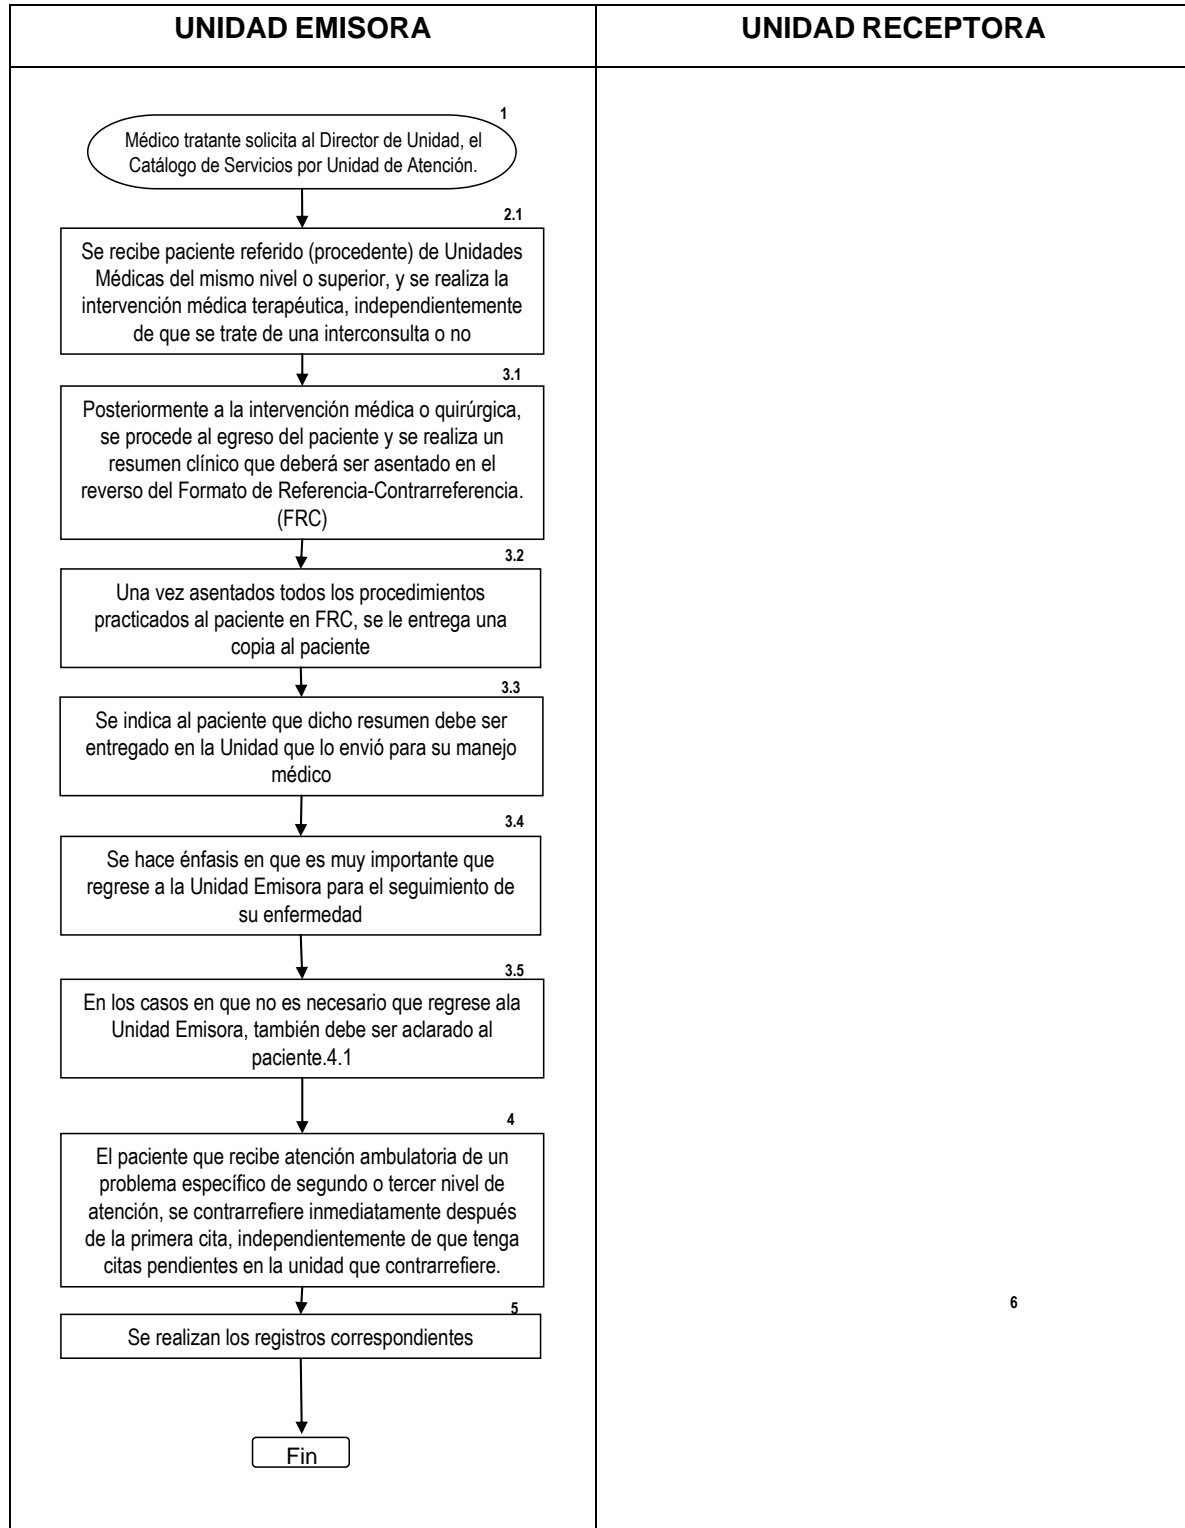 UNIDAD EMISORA
UNIDAD RECEPTORA
1
Médico tratante solicita al Director de Unidad, el
Catálogo de Servicios por Unidad de Atención.
2.1
Se recibe paciente referido (procedente) de Unidades
Médicas del mismo nivel o superior, y se realiza la
intervención médica terapéutica, independientemente
de que se trate de una interconsulta o no
3.1
Posteriormente a la intervención médica o quirúrgica,
se procede al egreso del paciente y se realiza un
resumen clínico que deberá ser asentado en el
reverso del Formato de Referencia-Contrarreferencia.
(FRC)
3.2
Una vez asentados todos los procedimientos
practicados al paciente en FRC, se le entrega una
copia al paciente
3.3
Se indica al paciente que dicho resumen debe ser
entregado en la Unidad que lo envió para su manejo
médico
3.4
Se hace énfasis en que es muy importante que
regrese a la Unidad Emisora para el seguimiento de
su enfermedad
3.5
En los casos en que no es necesario que regrese ala
Unidad Emisora, también debe ser aclarado al
paciente.4.1
4
El paciente que recibe atención ambulatoria de un
problema específico de segundo o tercer nivel de
atención, se contrarrefiere inmediatamente después
de la primera cita, independientemente de que tenga
citas pendientes en la unidad que contrarrefiere.
5
6
Se realizan los registros correspondientes
Fin